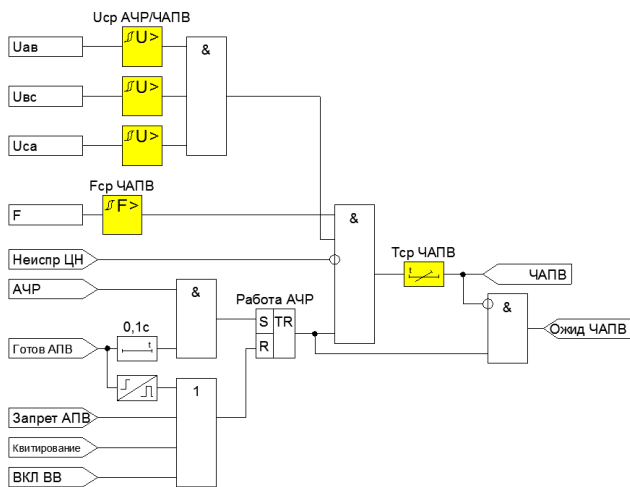 Uср АЧР/ЧАПВ
Uав
U>
&
Uвс
U>
Uса
U>
Fср ЧАПВ
F
F>
&
Неиспр ЦН
Tср ЧАПВ
t
ЧАПВ
АЧР
&
Работа АЧР
&
0,1с
S TR
Ожид ЧАПВ
Готов АПВ
t
R
1
Запрет АПВ
Квитирование
ВКЛ ВВ